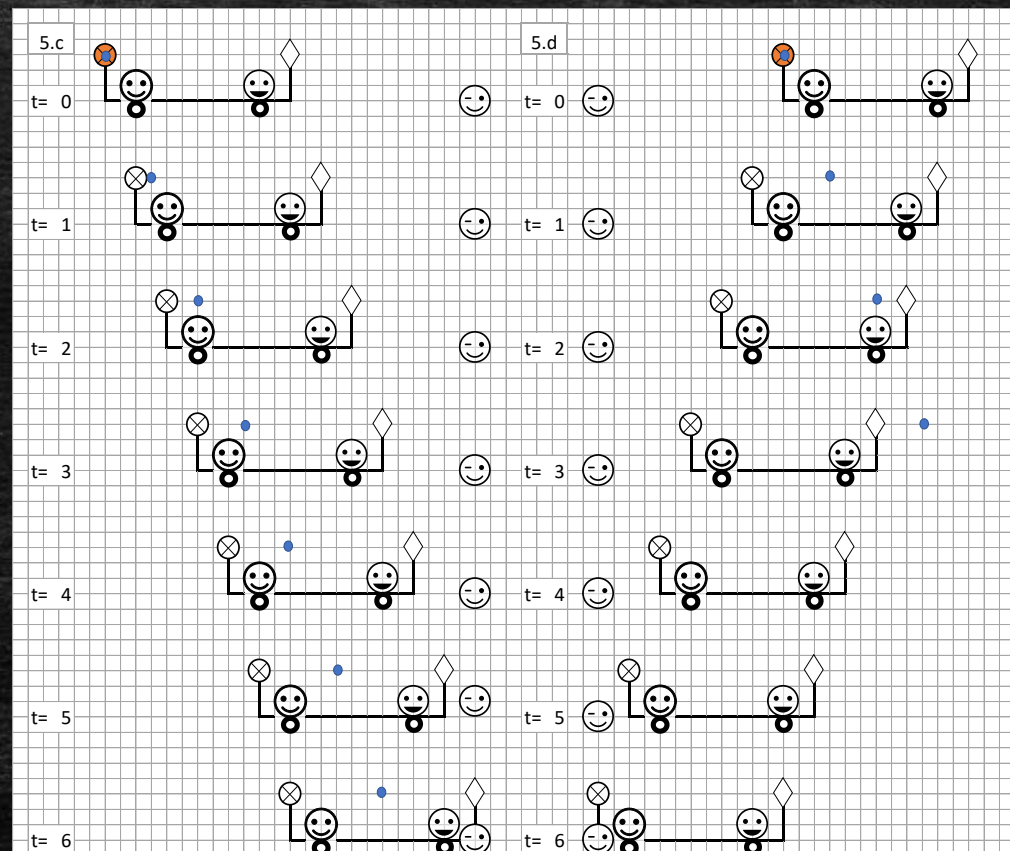 5.c
t= 0
t= 1
t= 2
t= 3
t= 4
t= 5
t= 6
5.d
t= 0
t= 1
t= 2
t= 3
t= 4
t= 5
t= 6